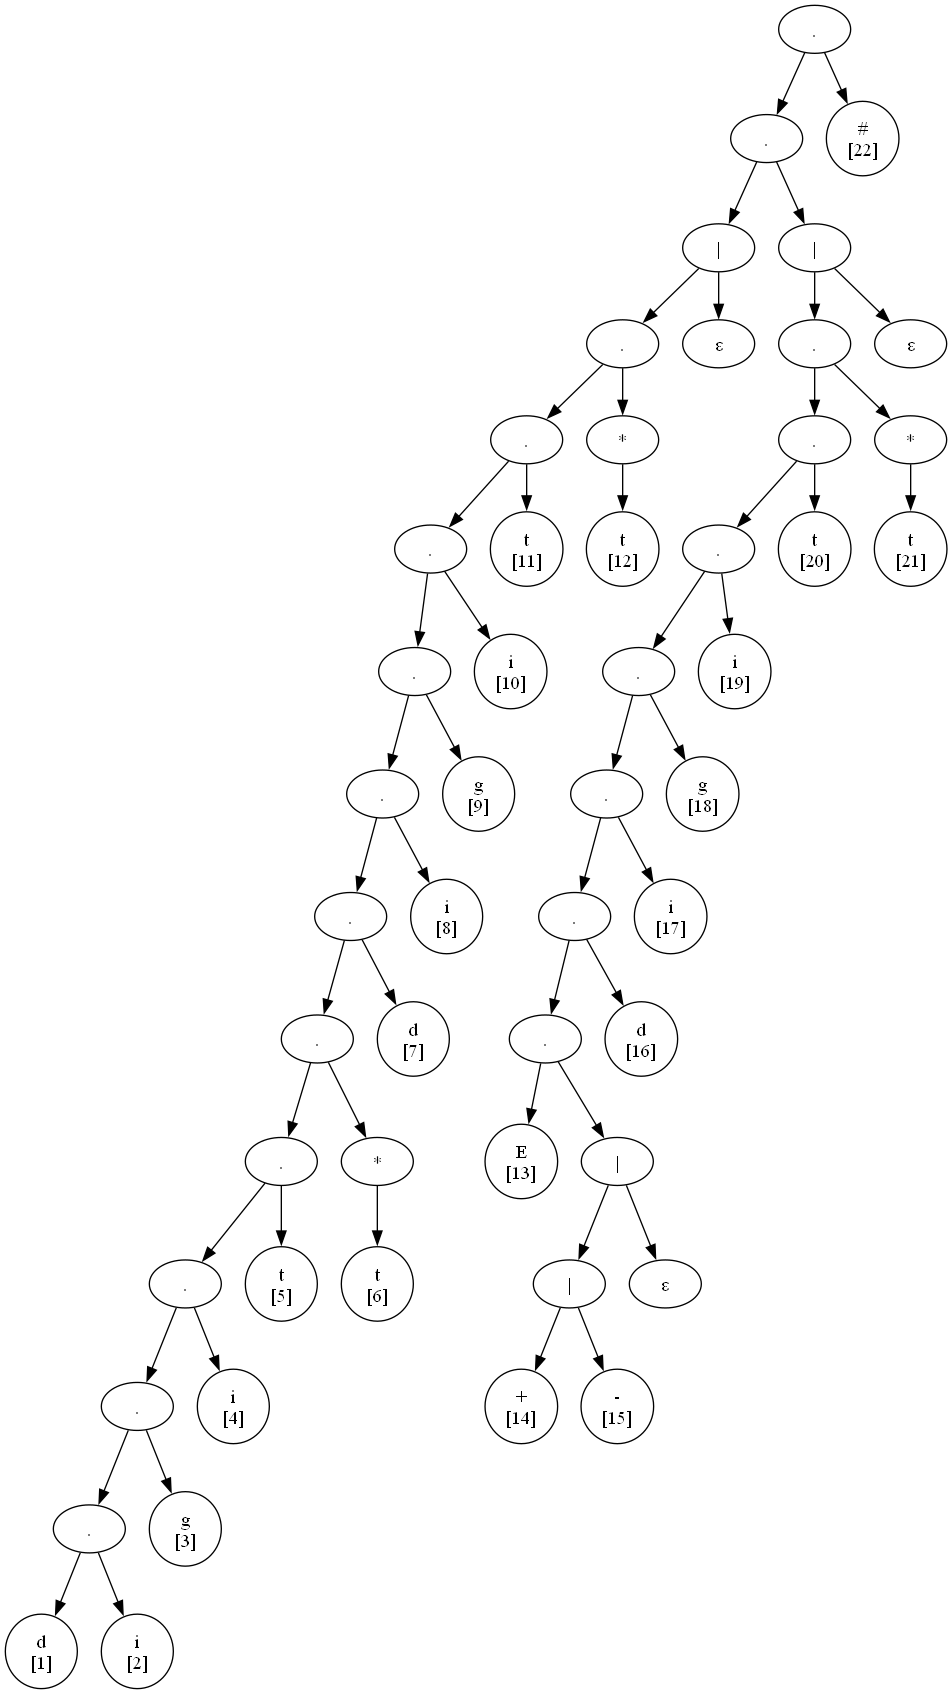 .
.
#
[22]
|
|
.
ε
.
ε
.
*
.
*
.
t
[11]
t
[12]
.
t
[20]
t
[21]
.
i
[10]
.
i
[19]
.
g
[9]
.
g
[18]
.
i
[8]
.
i
[17]
.
d
[7]
.
d
[16]
.
*
E
[13]
|
.
t
[5]
t
[6]
|
ε
.
i
[4]
+
[14]
-
[15]
.
g
[3]
d
[1]
i
[2]